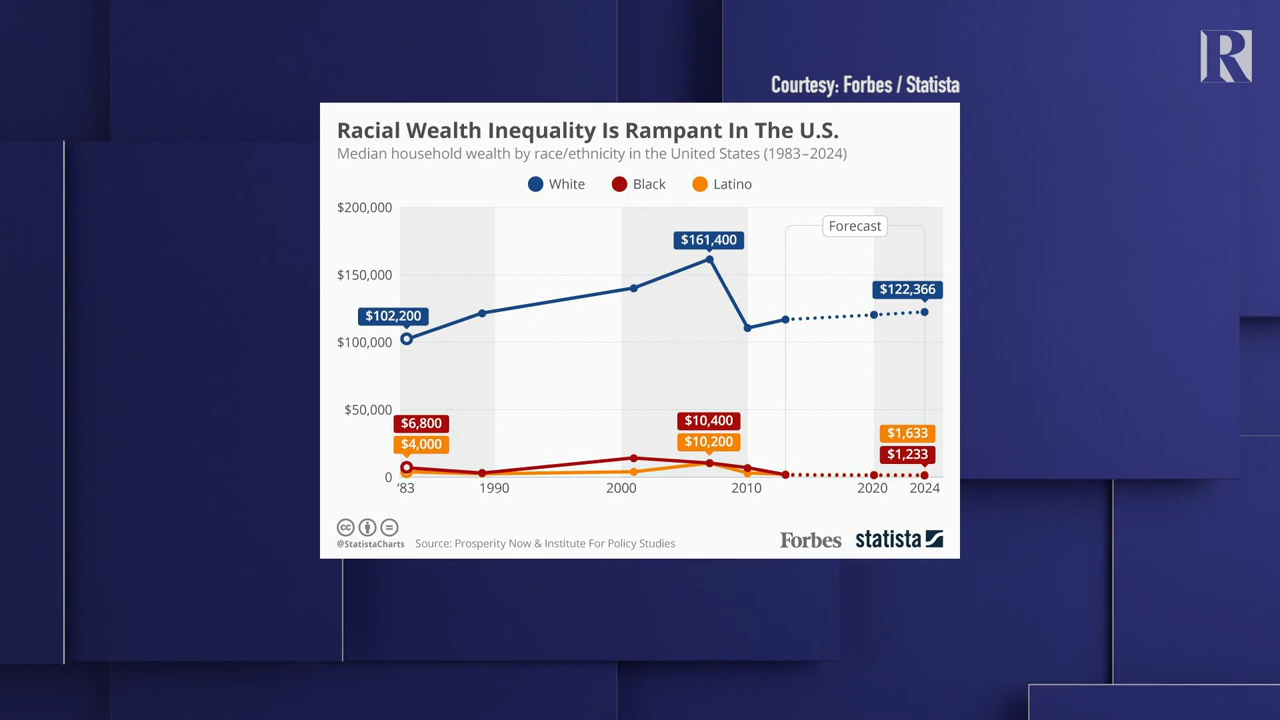 R
Courtesy: Forbes / Statista
Racial Wealth Inequality Is Rampant In The U.S.
Median household wealth by race/ethnicity in the United States (1983–2024)
White Black Latino
$200,000
Forecast
$161,400
$150,000
$122,366
$102,200
$100,000
$50,000
$6,800 $10,400 $1,633
$4,000 $10,200 $1,233
0
'83 1990 2000 2010 2020 2024
cc
@StatistaCharts Source: Prosperity Now & Institute For Policy Studies
Forbes statista